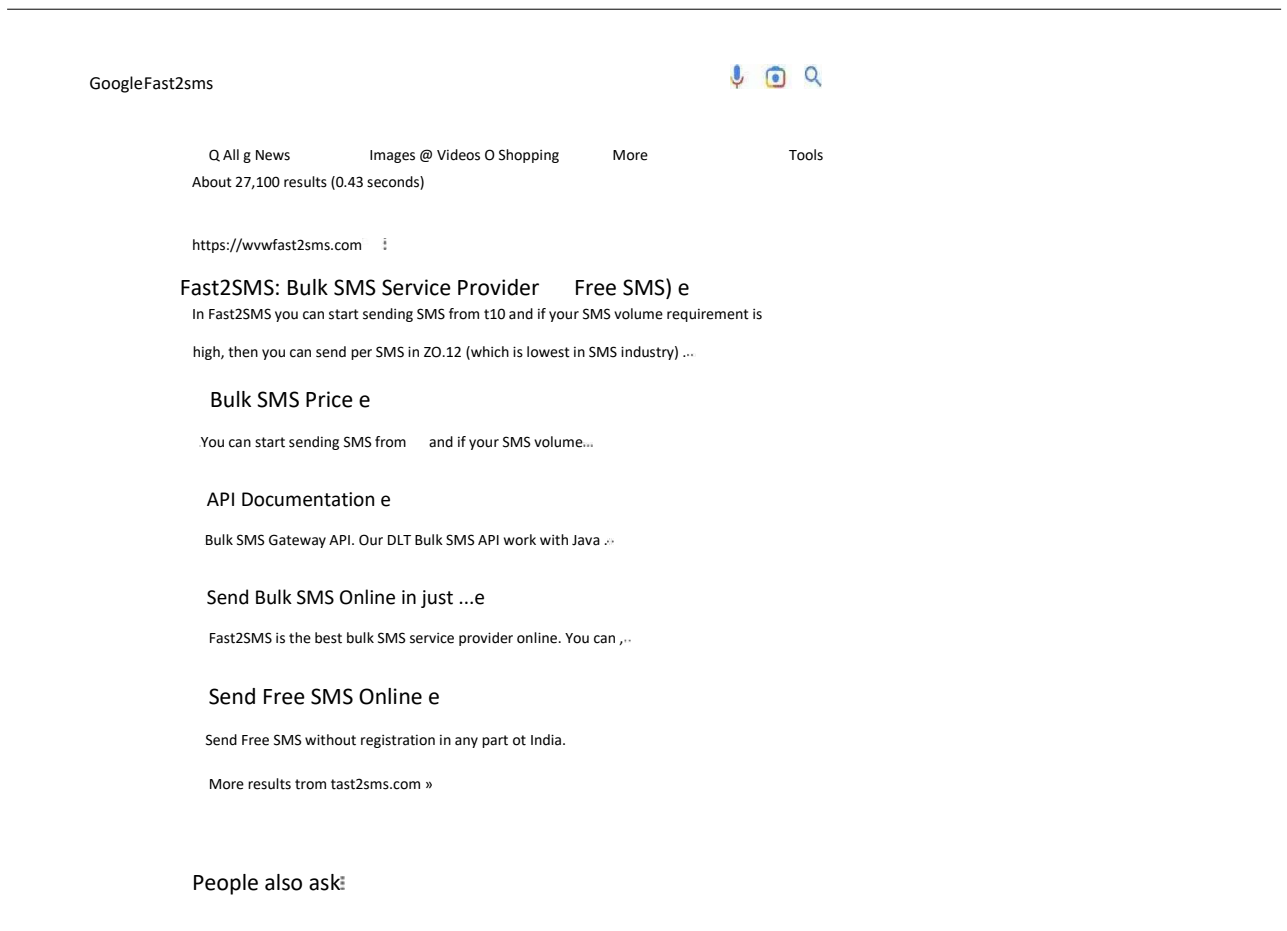 GoogleFast2sms
Q All g News Images @ Videos O Shopping More Tools
About 27,100 results (0.43 seconds)
https://wvwfast2sms.com
Fast2SMS: Bulk SMS Service Provider Free SMS) e
In Fast2SMS you can start sending SMS from t10 and if your SMS volume requirement is
high, then you can send per SMS in ZO.12 (which is lowest in SMS industry) ...
Bulk SMS Price e
You can start sending SMS from and if your SMS volume...
API Documentation e
Bulk SMS Gateway API. Our DLT Bulk SMS API work with Java ...
Send Bulk SMS Online in just ...e
Fast2SMS is the best bulk SMS service provider online. You can ,..
Send Free SMS Online e
Send Free SMS without registration in any part ot India.
More results trom tast2sms.com »
People also ask